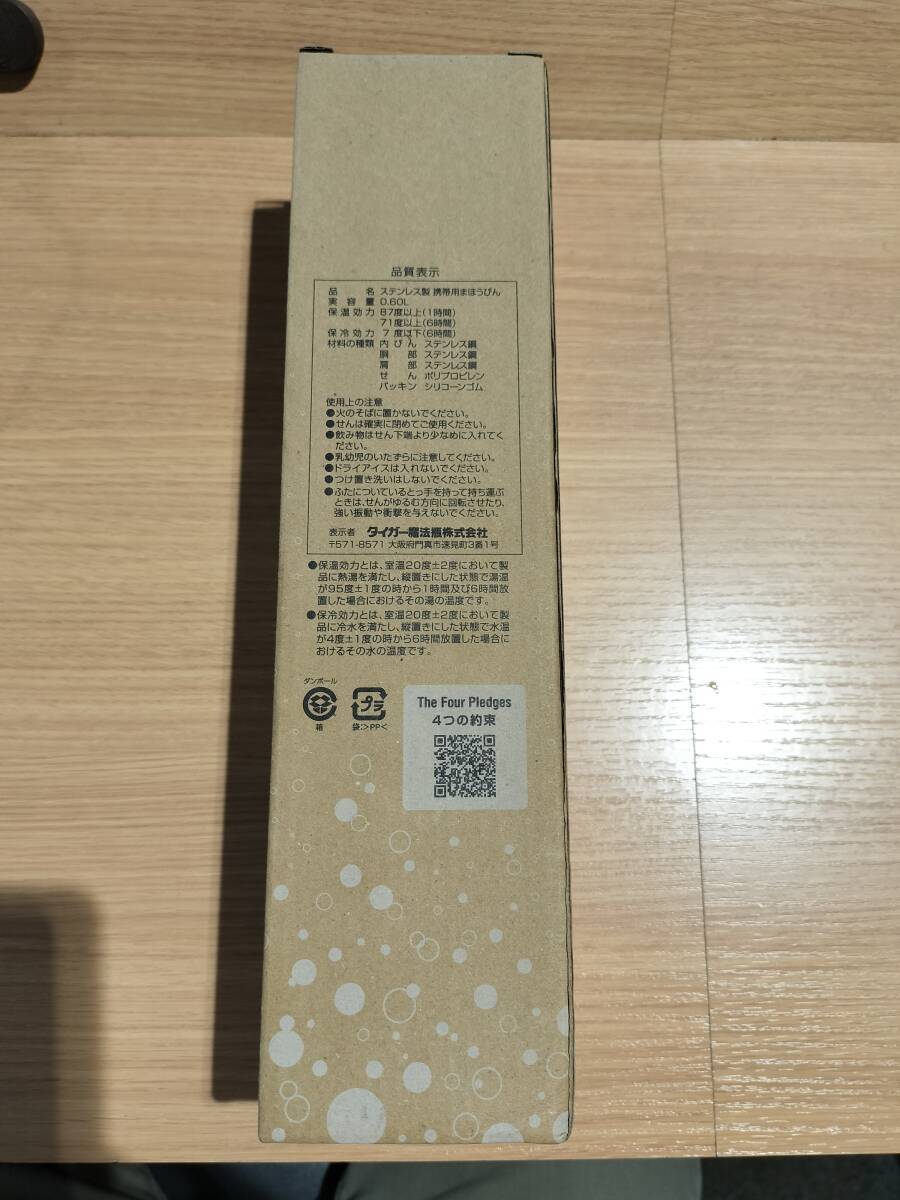 品質表示
品名 ステンレス製 携帯用まほうびん
実容量 0.60L
保温効力 87度以上(1時間)
71度以上(6時間)
保冷効力 7度以下(6時間)
材料の種類 内びん ステンレス鋼
胴部 ステンレス鋼
肩部 ステンレス鋼
せん ポリプロピレン
パッキン シリコーンゴム
使用上の注意
●火のそばに置かないでください。
●せんは確実に閉めてご使用ください。
●飲み物はせん下端より少なめに入れてく
ださい。
●乳幼児のいたずらに注意してください。
●ドライアイスは入れないでください。
●つけ置き洗いはしないでください。
●ふたについているとっ手を持って持ち運ぶ
ときは、せんがゆるむ方向に回転させたり、
強い振動や衝撃を与えないでください。
表示者 タイガー魔法瓶株式会社
〒571-8571 大阪府門真市速見町3番1号
●保温効力とは、室温20度±2度において製
品に熱湯を満たし、縦置きにした状態で湯温
が95度±1度の時から1時間及び6時間放
置した場合におけるその湯の温度です。
●保冷効力とは、室温20度±2度において製
品に冷水を満たし、縦置きにした状態で水温
が4度±1度の時から6時間放置した場合に
おけるその水の温度です。
ダンボール
箱
プラ
袋:>PP<
The Four Pledges
4つの約束